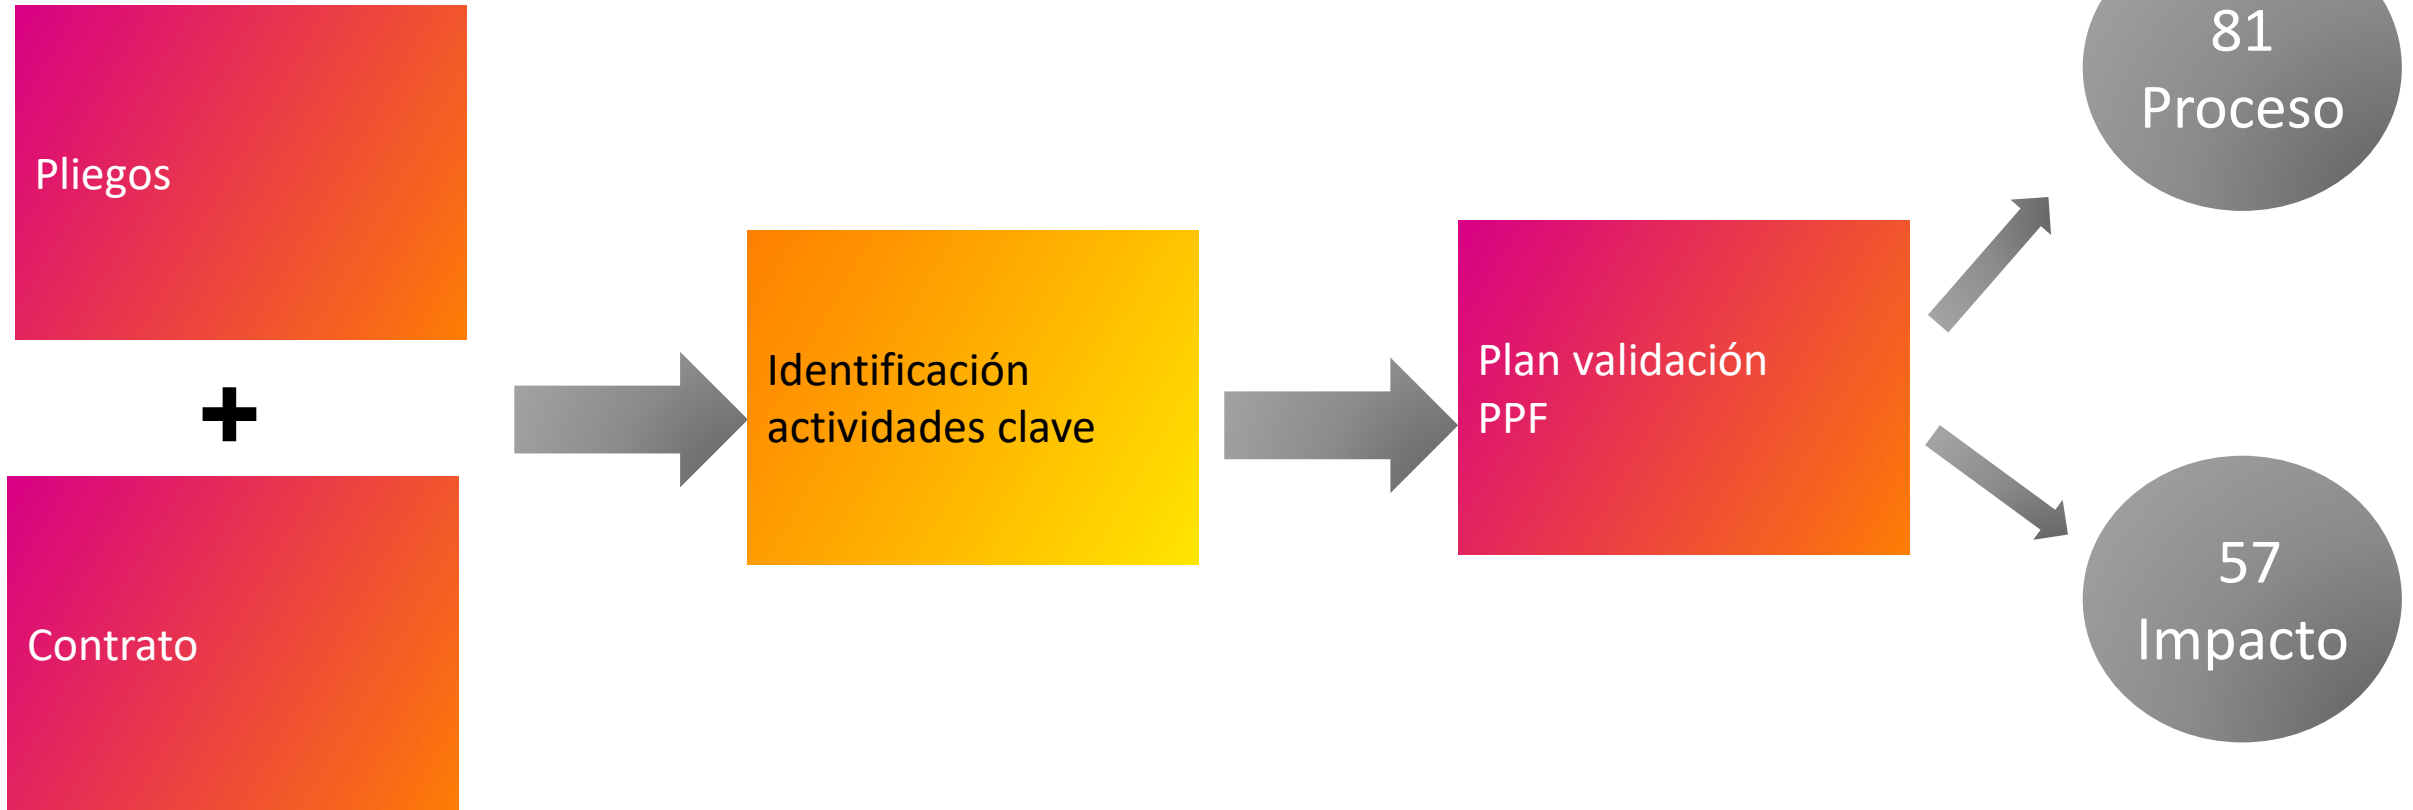 Pliegos
+
Contrato
Identificación
actividades clave
Plan validación
PPF
81
Proceso
57
Impacto